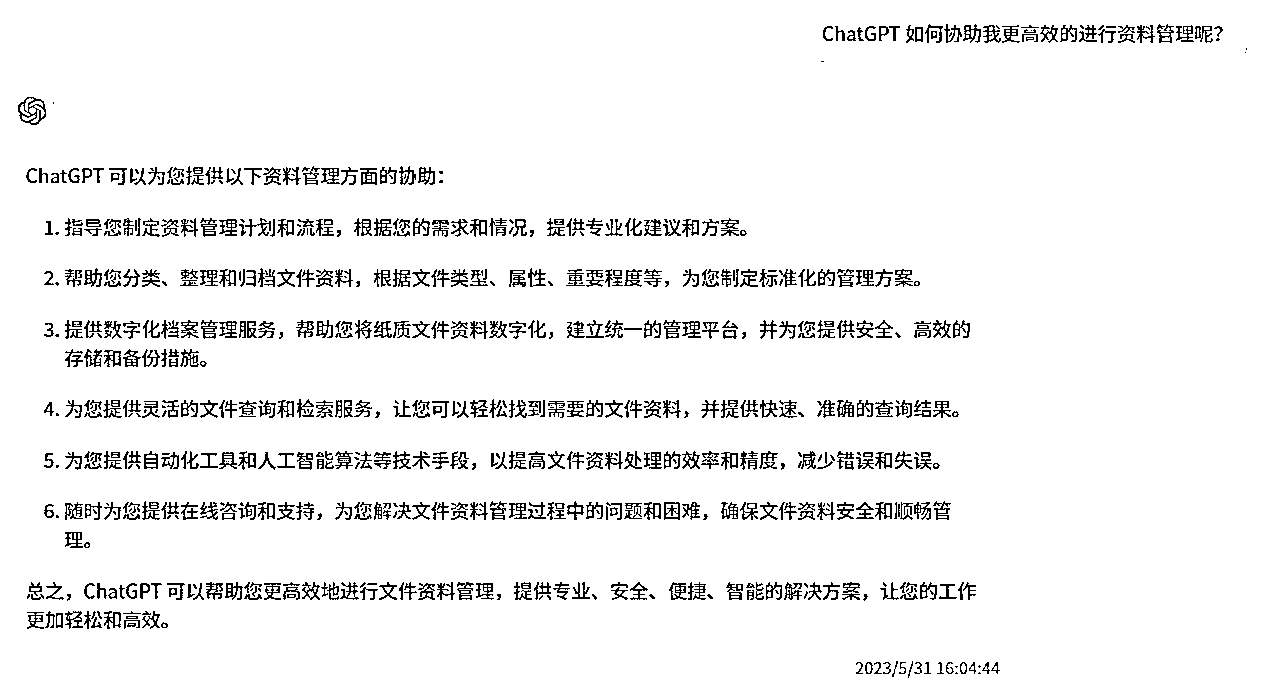 ChatGPT 如何协助我更高效的进行资料管理呢？
ChatGPT 可以为您提供以下资料管理方面的协助：
1. 指导您制定资料管理计划和流程，根据您的需求和情况，提供专业化建议和方案。
2. 帮助您分类、整理和归档文件资料，根据文件类型、属性、重要程度等，为您制定标准化的管理方案。
3. 提供数字化档案管理服务，帮助您将纸质文件资料数字化，建立统一的管理平台，并为您提供安全、高效的
存储和备份措施。
4. 为您提供灵活的文件查询和检索服务，让您可以轻松找到需要的文件资料，并提供快速、准确的查询结果。
5. 为您提供自动化工具和人工智能算法等技术手段，以提高文件资料处理的效率和精度，减少错误和失误。
6. 随时为您提供在线咨询和支持，为您解决文件资料管理过程中的问题和困难，确保文件资料安全和顺畅管
理。
总之，ChatGPT 可以帮助您更高效地进行文件资料管理，提供专业、安全、便捷、智能的解决方案，让您的工作
更加轻松和高效。
2023/5/31 16:04:44